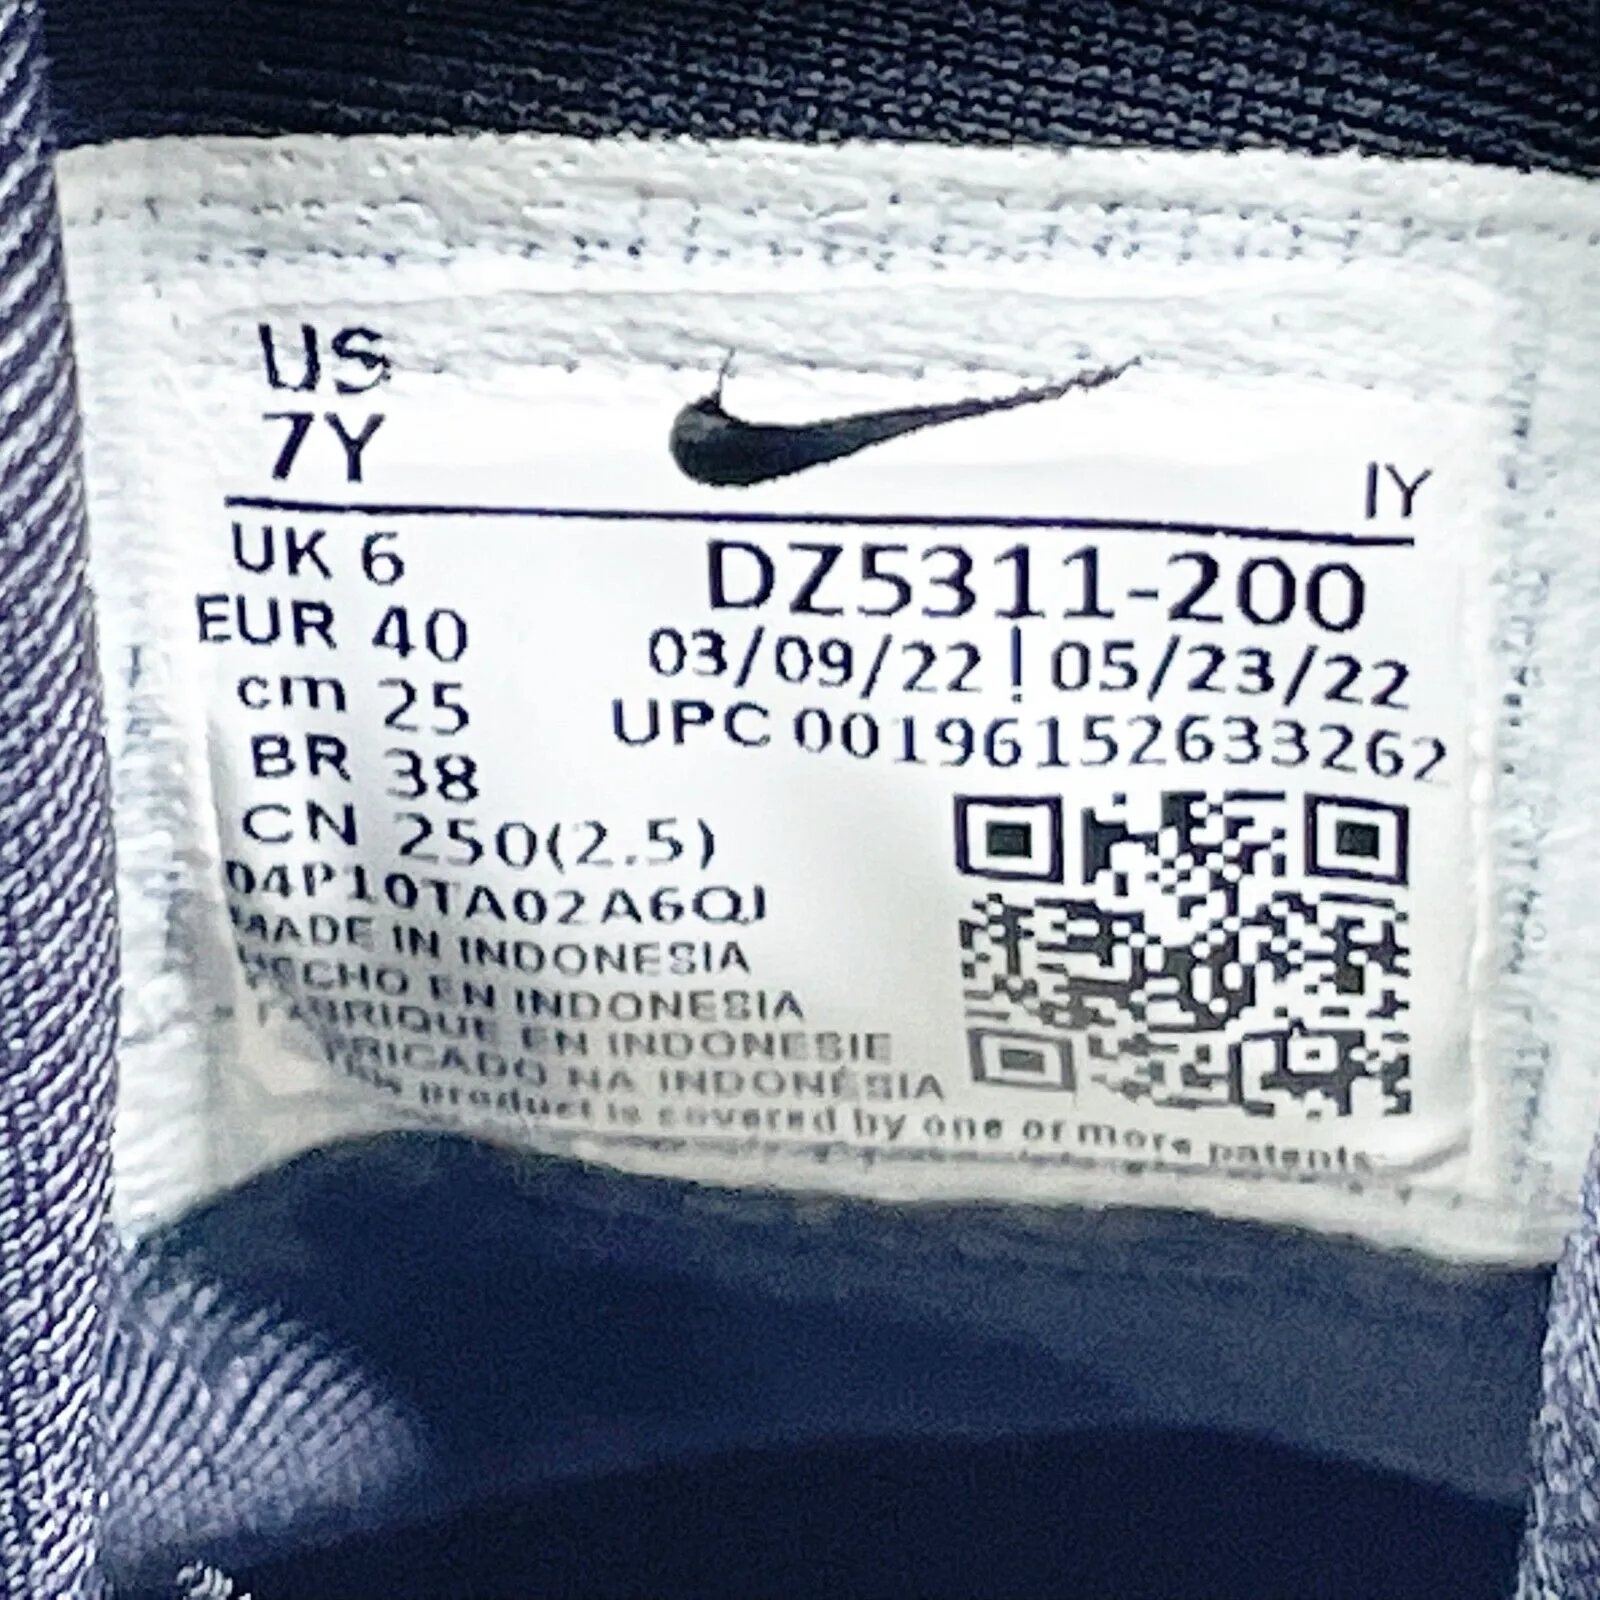 US
7Y
IY
UK 6
EUR 40
cm 25
BR 38
CN 250(2.5)
DZ5311-200
03/09/22 | 05/23/22
UPC 00196152633262
04P10TA02A6QI
MADE IN INDONESIA
HECHO EN INDONESIA
FABRIQUE EN INDONESIE
FABRICADO NA INDONÉSIA
This product is covered by one or more patents.